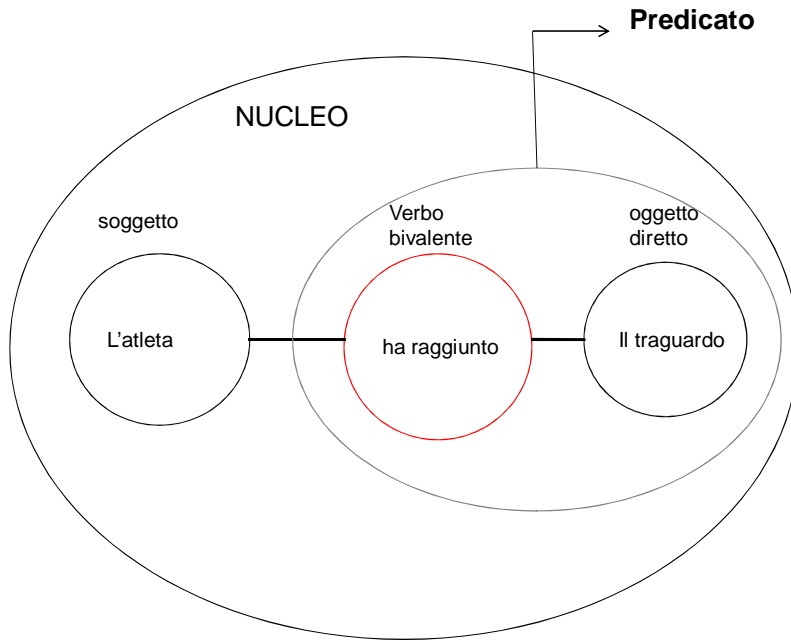 Predicato
NUCLEO
soggetto
Verbo
bivalente
oggetto
diretto
L'atleta
ha raggiunto
Il traguardo